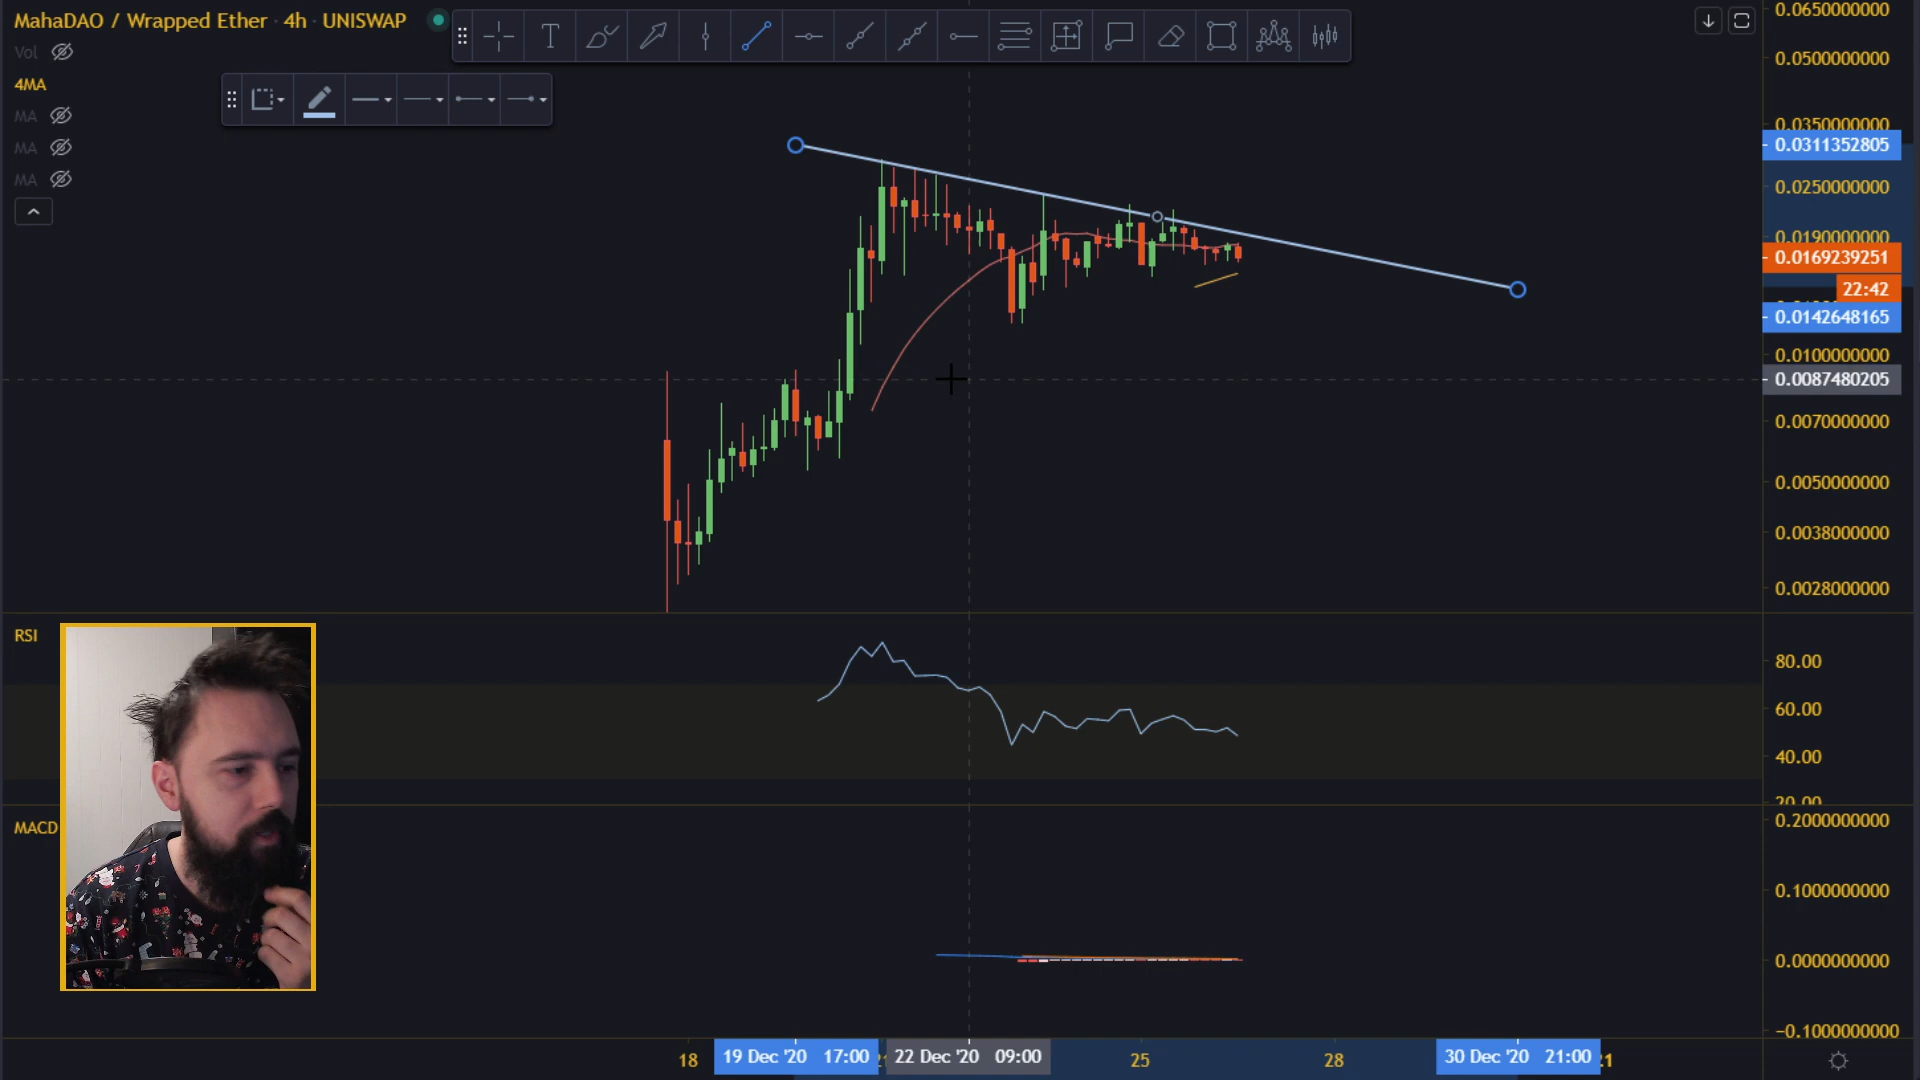 MahaDAO / Wrapped Ether · 4h · UNISWAP
Vol
4MA
MA
MA
MA
T
0.0650000000
0.0500000000
0.0350000000
0.0311352805
0.0250000000
0.0190000000
0.0169239251
22:42
0.0142648165
0.0100000000
0.0087480205
0.0070000000
0.0050000000
0.0038000000
0.0028000000
RSI
80.00
60.00
40.00
20.00
MACD
0.2000000000
0.1000000000
0.0000000000
−0.1000000000
18
19 Dec '20 17:00
22 Dec '20 09:00
25
28
30 Dec '20 21:00